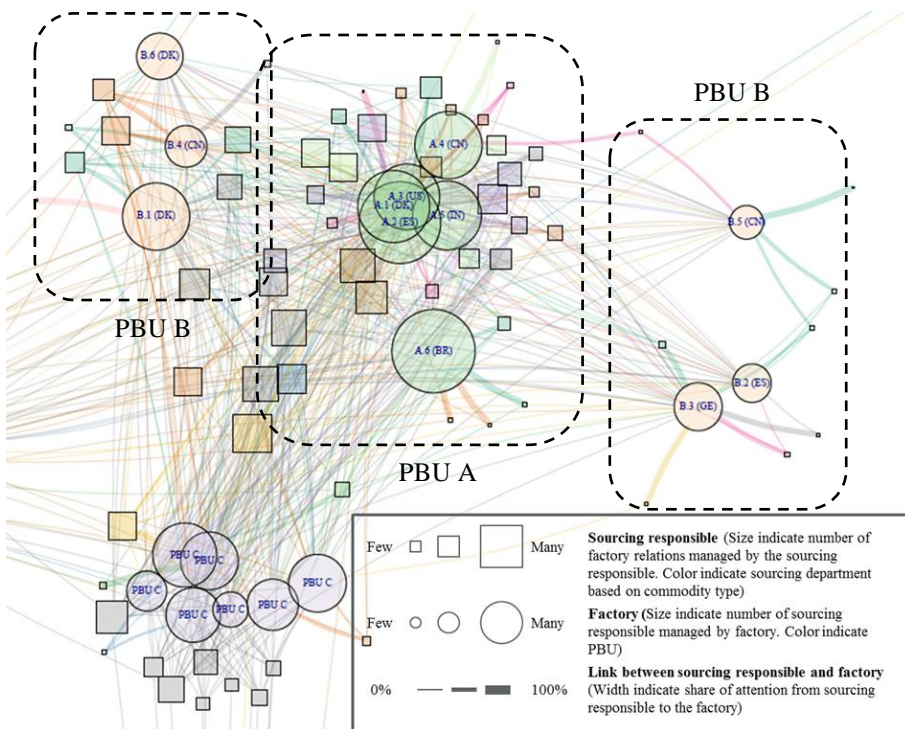 B.6 (DK)
PBU B
B.4 (CN)
A.4 (CN)
A.3 (US)
A.1 (DK)
B.1 (DK)
A.5 (IN)
A.2 (ES)
B.5 (CN)
PBU B
A.6 (BR)
B.2 (ES)
B.3 (GE)
PBU A
PBU C
PBU C
PBU C
PBU C
PBU C
PBU C
PBU C
Few
Many
Sourcing responsible (Size indicate number of
factory relations managed by the sourcing
responsible. Color indicate sourcing department
based on commodity type)
Few
Many
Factory (Size indicate number of sourcing
responsible managed by factory. Color indicate
PBU)
0%
100%
Link between sourcing responsible and factory
(Width indicate share of attention from sourcing
responsible to the factory)